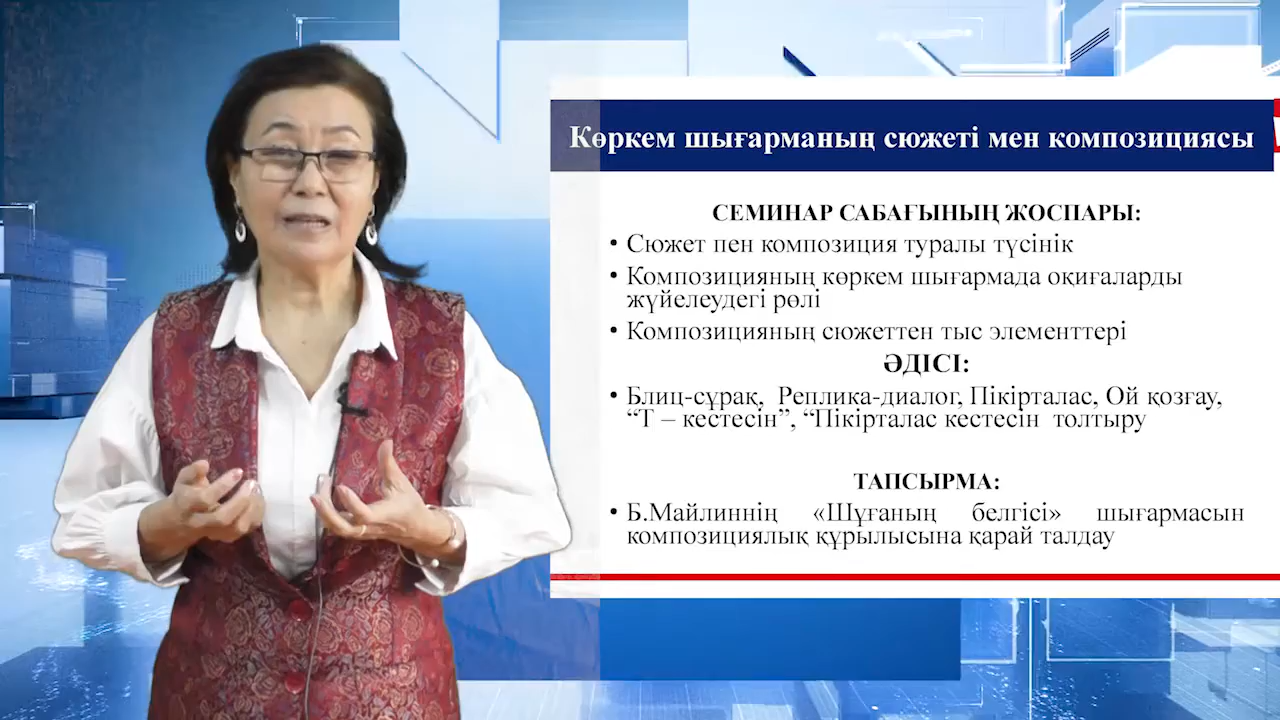 Көркем шығарманың сюжеті мен композициясы
СЕМИНАР САБАҒЫНЫҢ ЖОСПАРЫ:
• Сюжет пен композиция туралы түсінік
• Композицияның көркем шығармада оқиғаларды
жүйелеудегі рөлі
• Композицияның сюжеттен тыс элементтері
ӘДІСІ:
• Блиц-сұрақ, Реплика-диалог, Пікірталас, Ой қозғау,
“Т – кестесін”, “Пікірталас кестесін толтыру
ТАПСЫРМА:
• Б.Майлиннің «Шұғаның белгісі» шығармасын
композициялық құрылысына қарай талдау